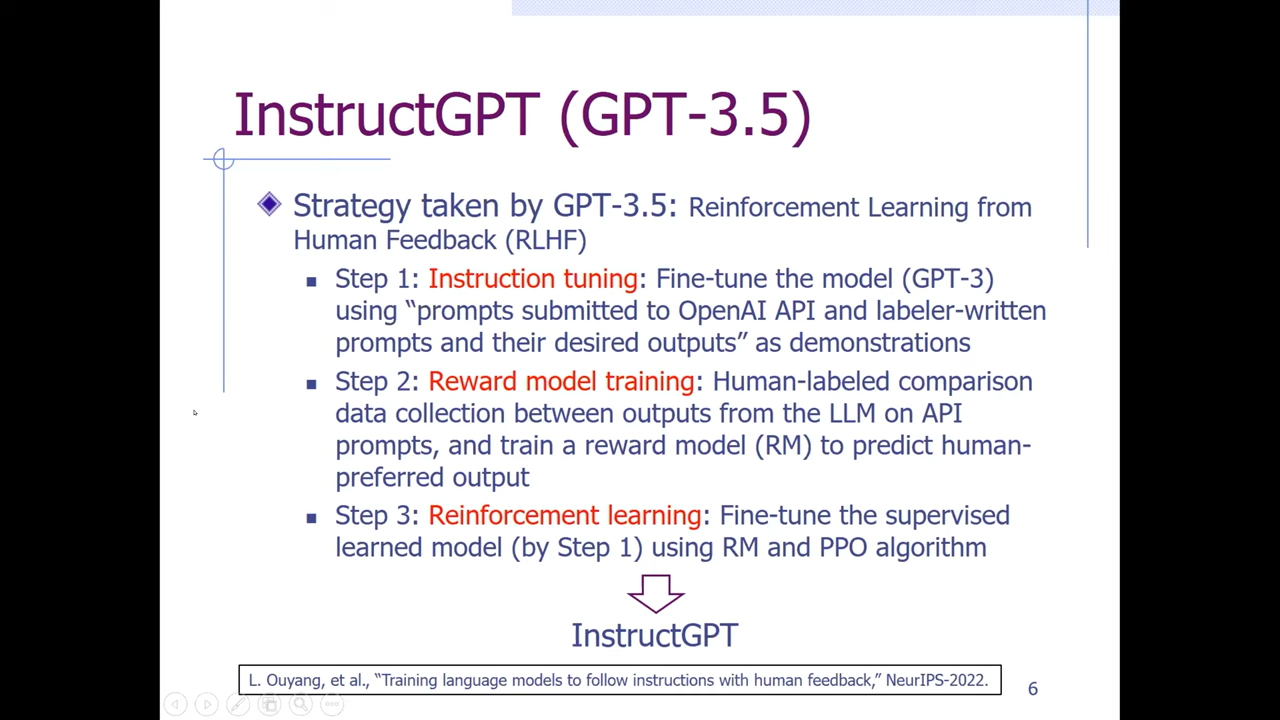 InstructGPT (GPT-3.5)
Strategy taken by GPT-3.5: Reinforcement Learning from
Human Feedback (RLHF)
Step 1: Instruction tuning: Fine-tune the model (GPT-3)
using “prompts submitted to OpenAI API and labeler-written
prompts and their desired outputs” as demonstrations
Step 2: Reward model training: Human-labeled comparison
data collection between outputs from the LLM on API
prompts, and train a reward model (RM) to predict human-
preferred output
Step 3: Reinforcement learning: Fine-tune the supervised
learned model (by Step 1) using RM and PPO algorithm
InstructGPT
L. Ouyang, et al., “Training language models to follow instructions with human feedback,” NeurIPS-2022.
6